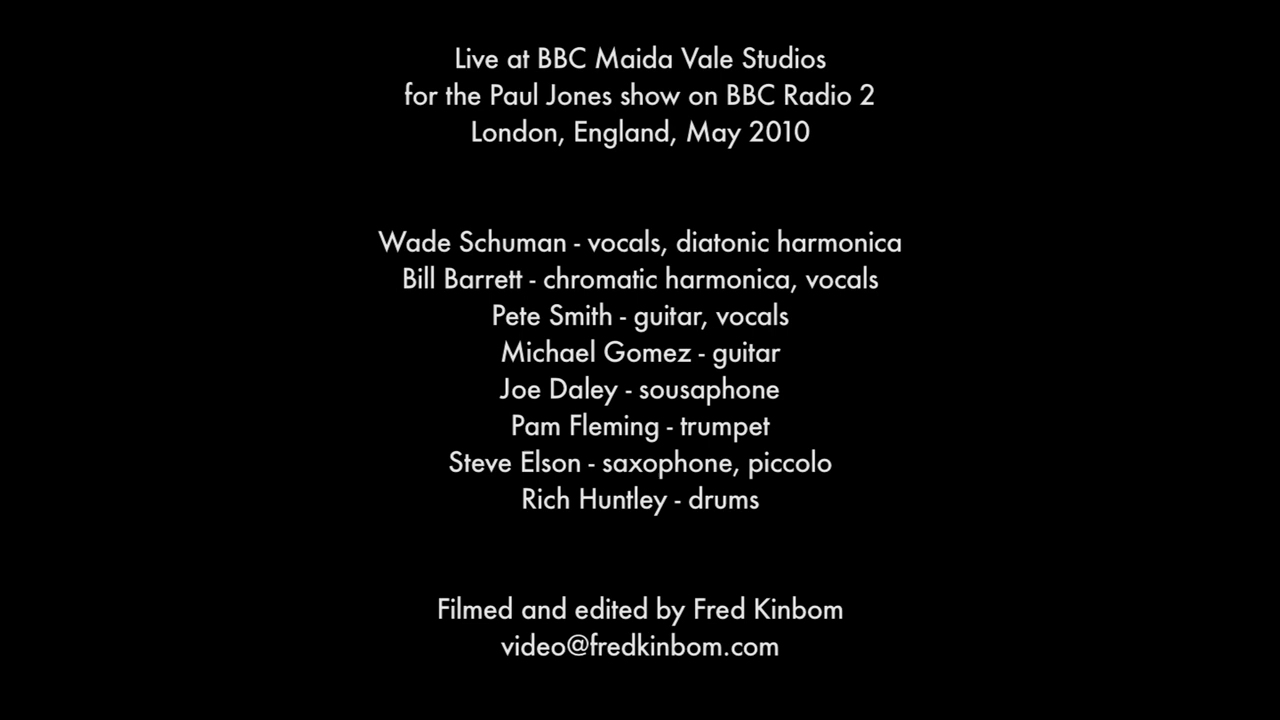 Live at BBC Maida Vale Studios
for the Paul Jones show on BBC Radio 2
London, England, May 2010
Wade Schuman - vocals, diatonic harmonica
Bill Barrett - chromatic harmonica, vocals
Pete Smith - guitar, vocals
Michael Gomez - guitar
Joe Daley - sousaphone
Pam Fleming - trumpet
Steve Elson - saxophone, piccolo
Rich Huntley - drums
Filmed and edited by Fred Kinbom
video@fredkinbom.com